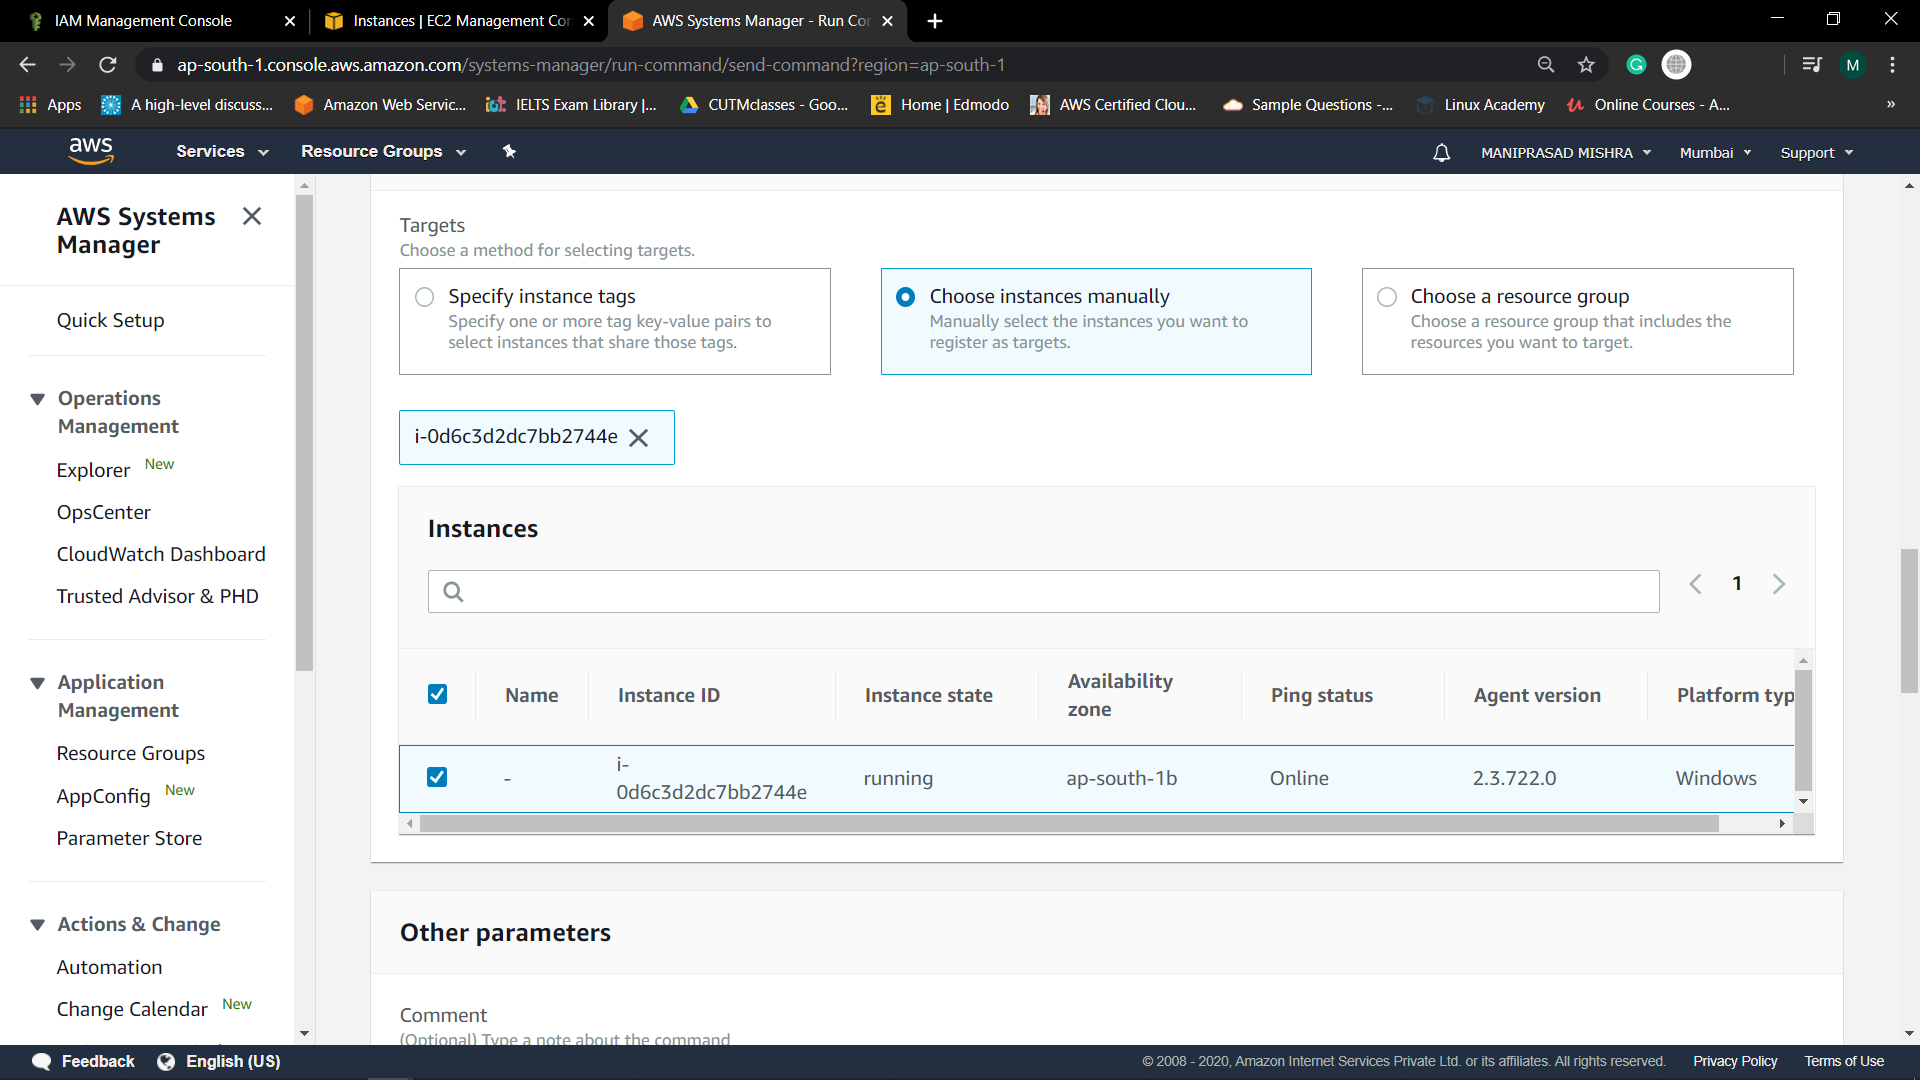 IAM Management Console
Instances | EC2 Management Con
AWS Systems Manager - Run Con
ap-south-1.console.aws.amazon.com/systems-manager/run-command/send-command?region=ap-south-1
M
Apps
A high-level discuss...
Amazon Web Servic...
IELTS Exam Library |...
CUTMclasses - Goo...
Home | Edmodo
AWS Certified Clou...
Sample Questions -...
Linux Academy
Online Courses - A...
»
aws
Services
Resource Groups
MANIPRASAD MISHRA
Mumbai
Support
AWS Systems
Manager
Quick Setup
Operations
Management
Explorer New
OpsCenter
CloudWatch Dashboard
Trusted Advisor & PHD
Application
Management
Resource Groups
AppConfig New
Parameter Store
Actions & Change
Automation
Change Calendar New
Targets
Choose a method for selecting targets.
Specify instance tags
Specify one or more tag key-value pairs to
select instances that share those tags.
Choose instances manually
Manually select the instances you want to
register as targets.
Choose a resource group
Choose a resource group that includes the
resources you want to target.
i-0d6c3d2dc7bb2744e
Instances
1
Name
Instance ID
Instance state
Availability
zone
Ping status
Agent version
Platform typ
-
i-
0d6c3d2dc7bb2744e
running
ap-south-1b
Online
2.3.722.0
Windows
Other parameters
Comment
(Optional) Type a note about the command
Feedback
English (US)
© 2008 - 2020, Amazon Internet Services Private Ltd. or its affiliates. All rights reserved.
Privacy Policy
Terms of Use